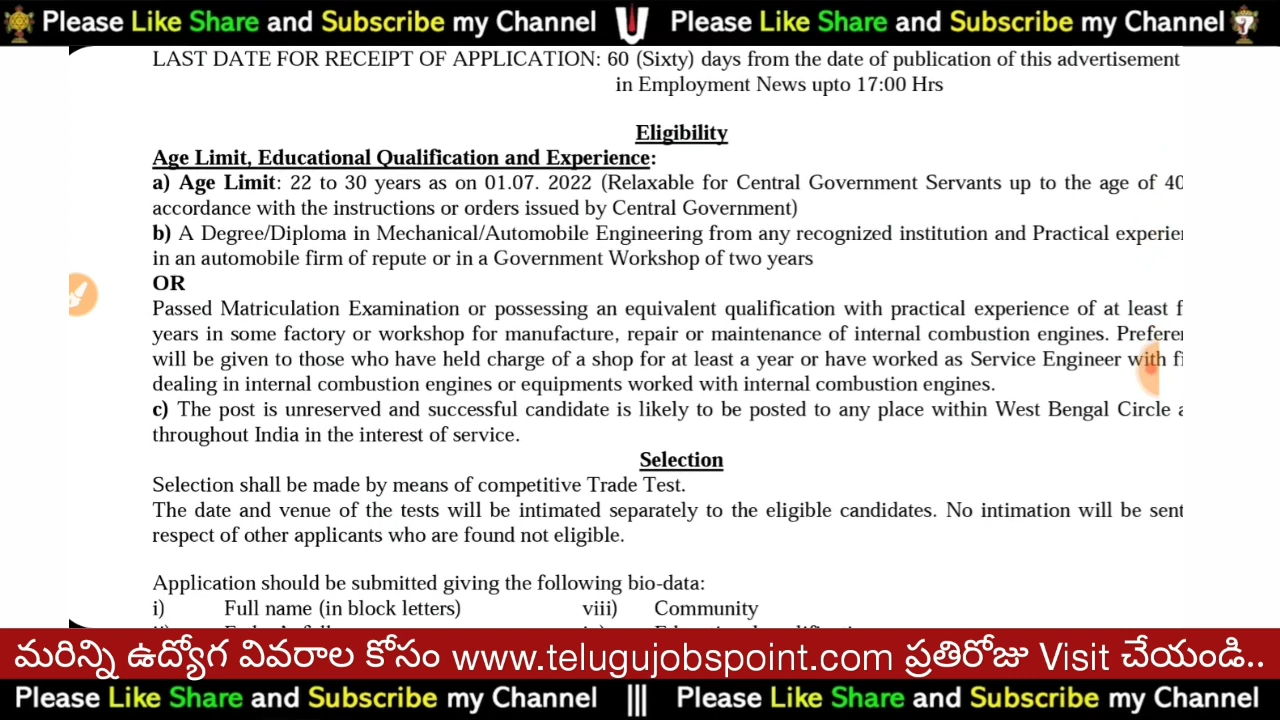 Please Like Share and Subscribe my Channel Please Like Share and Subscribe my Channel
LAST DATE FOR RECEIPT OF APPLICATION: 60 (Sixty) days from the date of publication of this advertisement
in Employment News upto 17:00 Hrs
Eligibility
Age Limit, Educational Qualification and Experience:
a) Age Limit: 22 to 30 years as on 01.07. 2022 (Relaxable for Central Government Servants up to the age of 40
accordance with the instructions or orders issued by Central Government)
b) A Degree/Diploma in Mechanical/Automobile Engineering from any recognized institution and Practical
in an automobile firm of repute or in a Government Workshop of two years
OR
Passed Matriculation Examination or possessing an equivalent qualification with practical experience of at least
years in some factory or workshop for manufacture, repair or maintenance of internal combustion engines.
will be given to those who have held charge of a shop for at least a year or have worked as Service Engineer with
dealing in internal combustion engines or equipments worked with internal combustion engines.
c) The post is unreserved and successful candidate is likely to be posted to any place within West Bengal Circle
throughout India in the interest of service.
Selection
Selection shall be made by means of competitive Trade Test.
The date and venue of the tests will be intimated separately to the eligible candidates. No intimation will be sent
respect of other applicants who are found not eligible.
Application should be submitted giving the following bio-data:
i) Full name (in block letters) viii) Community
మరిన్ని ఉద్యోగ వివరాల కోసం www.telugujobspoint.com ప్రతిరోజు Visit చేయండి..
Please Like Share and Subscribe my Channel ||| Please Like Share and Subscribe my Channel